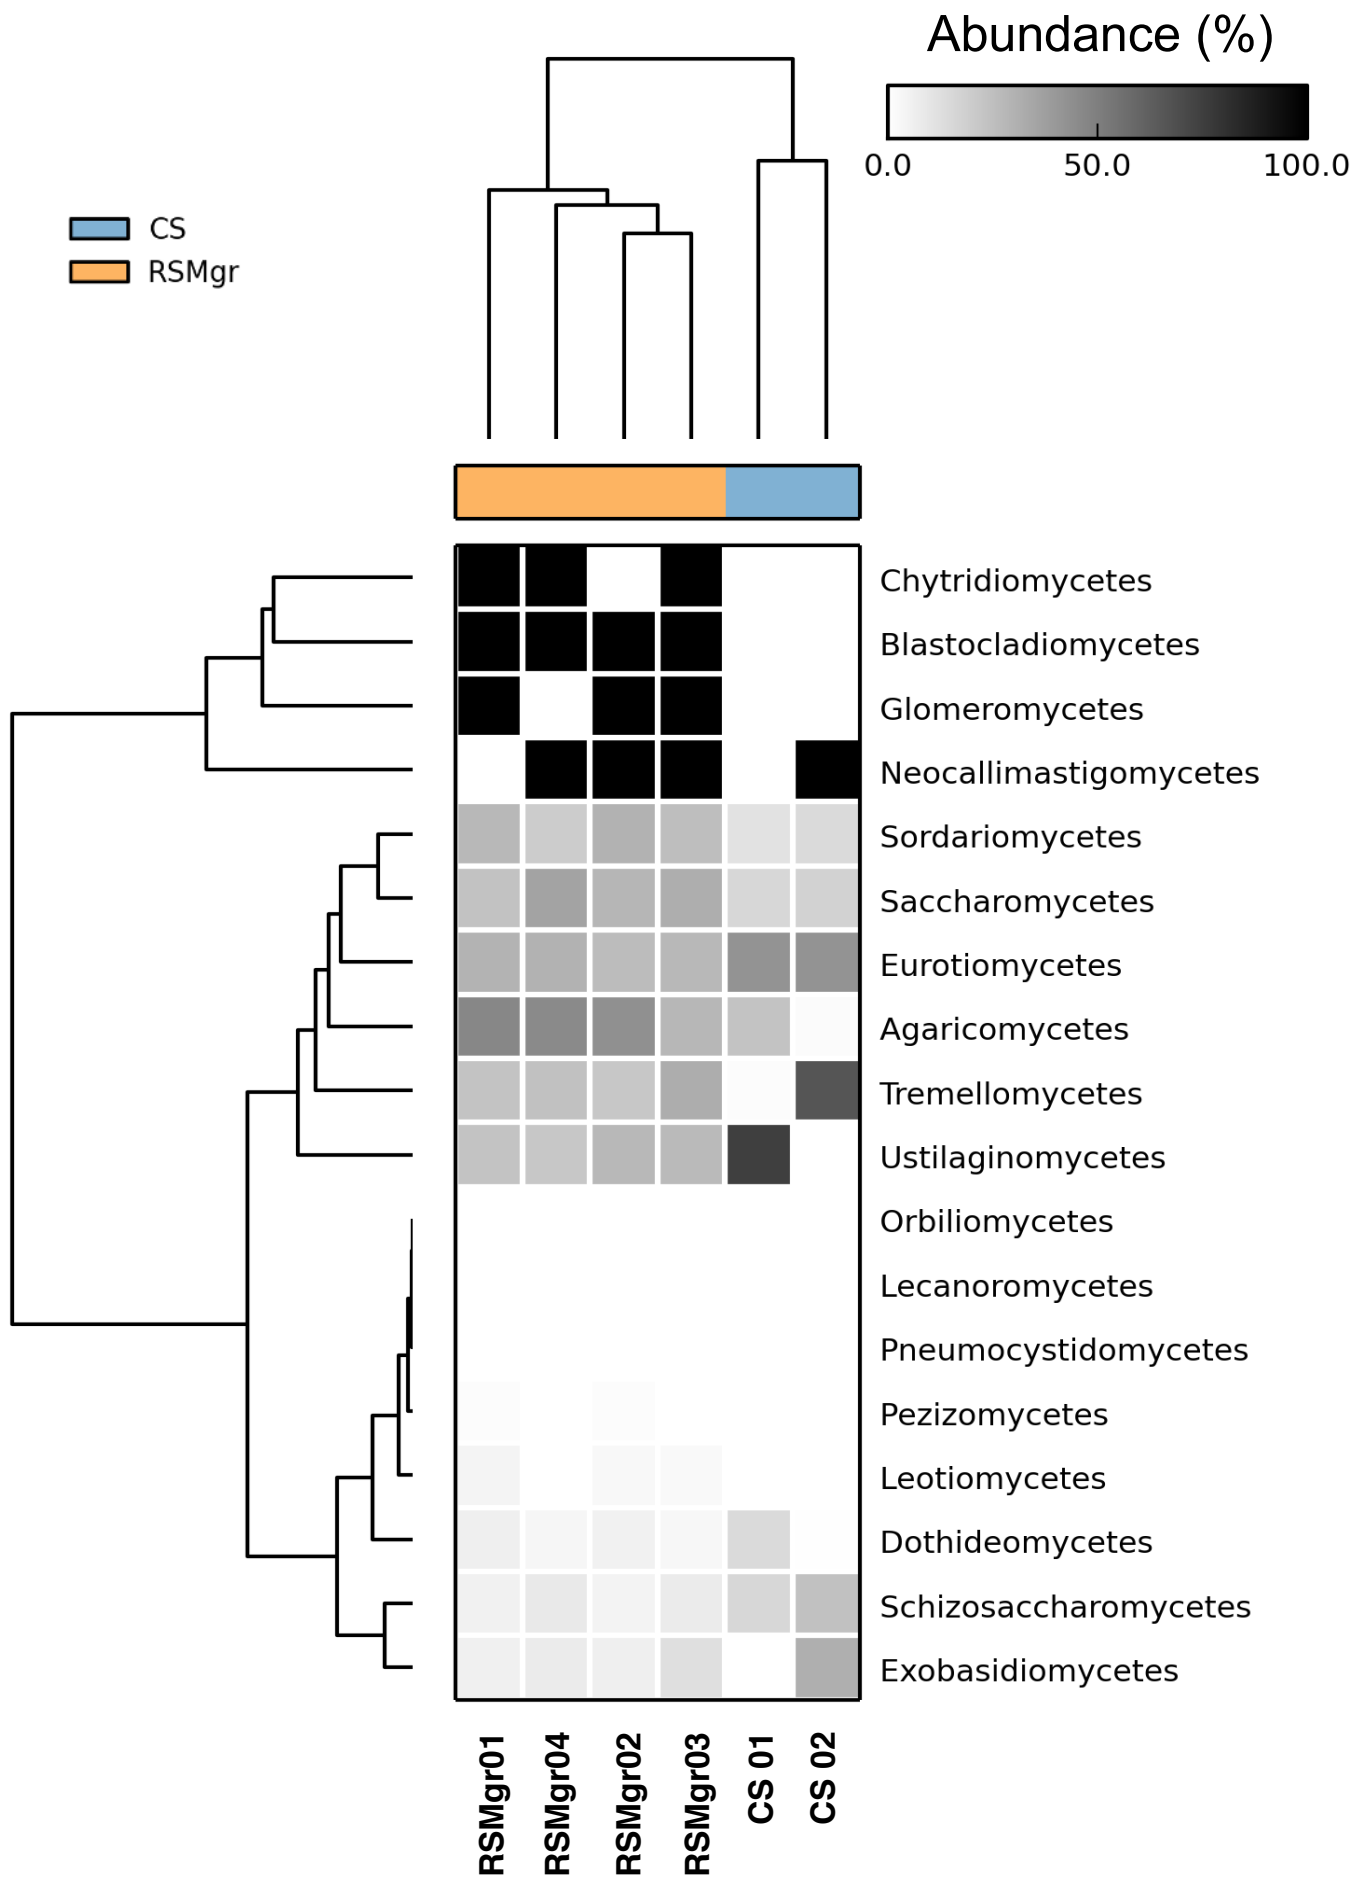 Abundance (%)
0.0 50.0 100.0
CS
RSMgr
Chytridiomycetes
Blastocladiomycetes
Glomeromycetes
Neocallimastigomycetes
Sordariomycetes
Saccharomycetes
Eurotiomycetes
Agaricomycetes
Tremellomycetes
Ustilaginomycetes
Orbiliomycetes
Lecanoromycetes
Pneumocystidomycetes
Pezizomycetes
Leotiomycetes
Dothideomycetes
Schizosaccharomycetes
Exobasidiomycetes
RSMgr01
RSMgr04
RSMgr02
RSMgr03
CS 01
CS 02